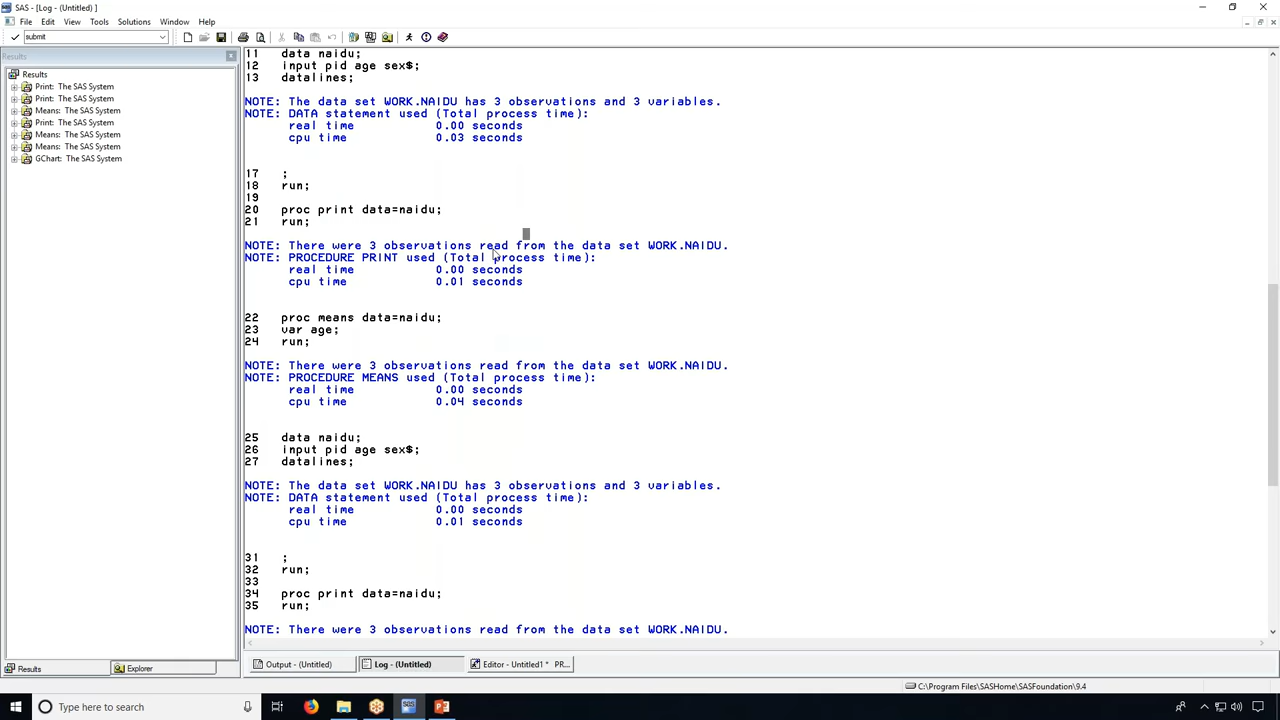 SAS - [Log - (Untitled) ]
File Edit View Tools Solutions Window Help
submit
Results
Results
Print: The SAS System
Print: The SAS System
Means: The SAS System
Print: The SAS System
Means: The SAS System
Means: The SAS System
GChart: The SAS System
11 data naidu;
12 input pid age sex$;
13 datalines;
NOTE: The data set WORK.NAIDU has 3 observations and 3 variables.
NOTE: DATA statement used (Total process time):
real time 0.00 seconds
cpu time 0.03 seconds
17 ;
18 run;
19
20 proc print data=naidu;
21 run;
NOTE: There were 3 observations read from the data set WORK.NAIDU.
NOTE: PROCEDURE PRINT used (Total process time):
real time 0.00 seconds
cpu time 0.01 seconds
22 proc means data=naidu;
23 var age;
24 run;
NOTE: There were 3 observations read from the data set WORK.NAIDU.
NOTE: PROCEDURE MEANS used (Total process time):
real time 0.00 seconds
cpu time 0.04 seconds
25 data naidu;
26 input pid age sex$;
27 datalines;
NOTE: The data set WORK.NAIDU has 3 observations and 3 variables.
NOTE: DATA statement used (Total process time):
real time 0.00 seconds
cpu time 0.01 seconds
31 ;
32 run;
33
34 proc print data=naidu;
35 run;
NOTE: There were 3 observations read from the data set WORK.NAIDU.
Results Explorer
Output - (Untitled) Log - (Untitled) Editor - Untitled1 * PR...
C:\Program Files\SASHome\SASFoundation\9.4
Type here to search